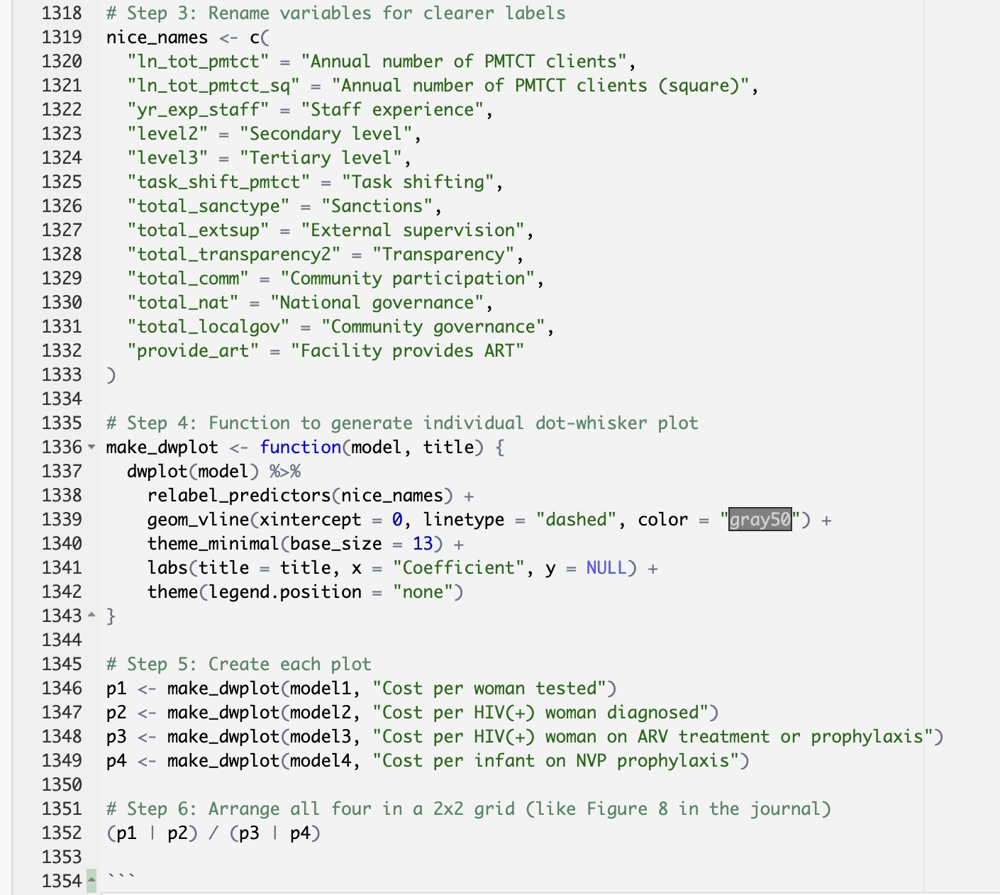 1318 # Step 3: Rename variables for clearer labels
1319 nice_names <- c(
1320   "ln_tot_pmtct" = "Annual number of PMTCT clients",
1321   "ln_tot_pmtct_sq" = "Annual number of PMTCT clients (square)",
1322   "yr_exp_staff" = "Staff experience",
1323   "level2" = "Secondary level",
1324   "level3" = "Tertiary level",
1325   "task_shift_pmtct" = "Task shifting",
1326   "total_sanctype" = "Sanctions",
1327   "total_extsup" = "External supervision",
1328   "total_transparency2" = "Transparency",
1329   "total_comm" = "Community participation",
1330   "total_nat" = "National governance",
1331   "total_localgov" = "Community governance",
1332   "provide_art" = "Facility provides ART"
1333 )
1334
1335 # Step 4: Function to generate individual dot-whisker plot
1336 make_dwplot <- function(model, title) {
1337   dwplot(model) %>%
1338     relabel_predictors(nice_names) +
1339     geom_vline(xintercept = 0, linetype = "dashed", color = "gray50") +
1340     theme_minimal(base_size = 13) +
1341     labs(title = title, x = "Coefficient", y = NULL) +
1342     theme(legend.position = "none")
1343 }
1344
1345 # Step 5: Create each plot
1346 p1 <- make_dwplot(model1, "Cost per woman tested")
1347 p2 <- make_dwplot(model2, "Cost per HIV(+) woman diagnosed")
1348 p3 <- make_dwplot(model3, "Cost per HIV(+) woman on ARV treatment or prophylaxis")
1349 p4 <- make_dwplot(model4, "Cost per infant on NVP prophylaxis")
1350
1351 # Step 6: Arrange all four in a 2x2 grid (like Figure 8 in the journal)
1352 (p1 | p2) / (p3 | p4)
1353
1354 ```